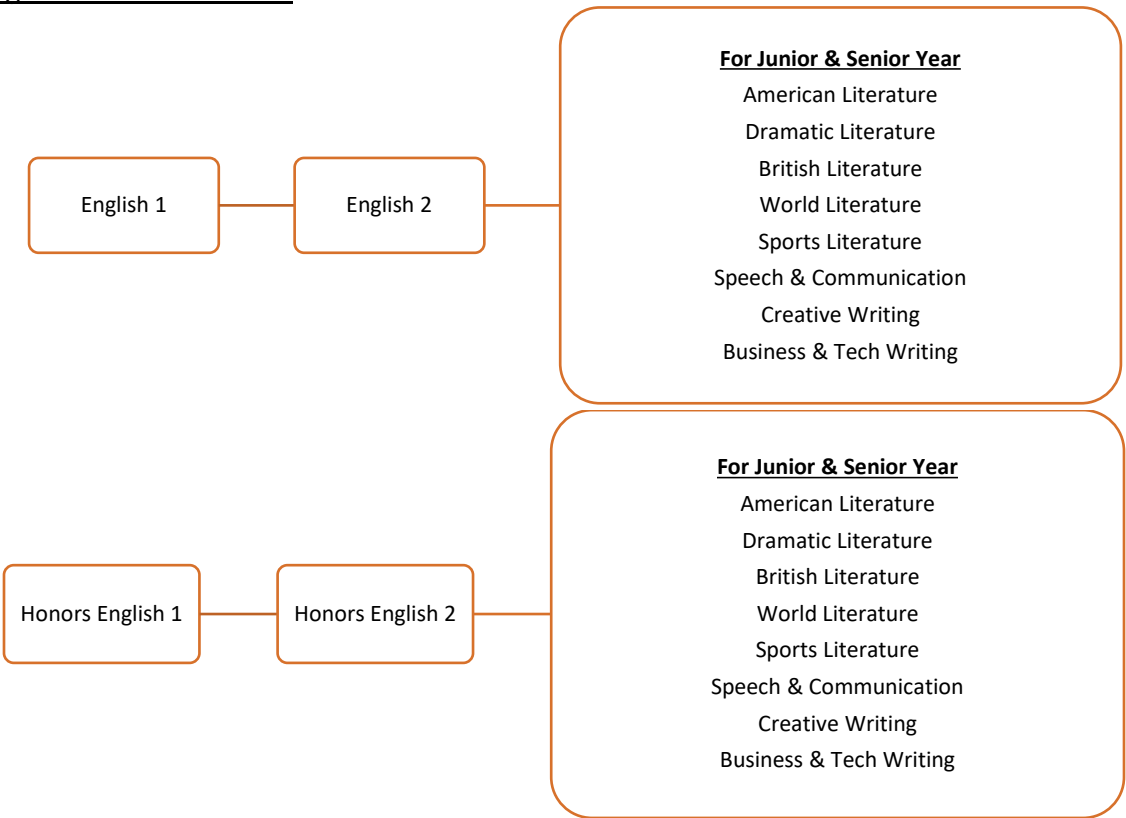 English 1
English 2
For Junior & Senior Year
American Literature
Dramatic Literature
British Literature
World Literature
Sports Literature
Speech & Communication
Creative Writing
Business & Tech Writing
Honors English 1
Honors English 2
For Junior & Senior Year
American Literature
Dramatic Literature
British Literature
World Literature
Sports Literature
Speech & Communication
Creative Writing
Business & Tech Writing